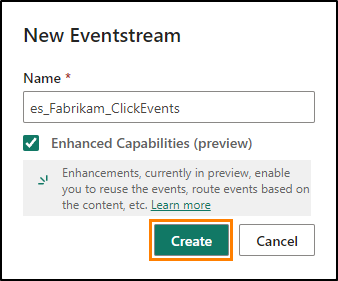 New Eventstream
Name *
es_Fabrikam_ClickEvents
Enhanced Capabilities (preview)
Enhancements, currently in preview, enable
you to reuse the events, route events based on
the content, etc. Learn more
Create
Cancel